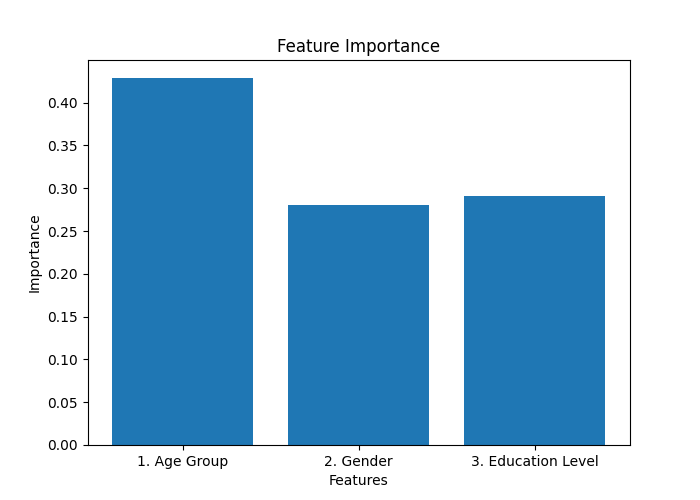 Feature Importance
0.40
0.35
0.30
0.25
0.20
0.15
0.10
0.05
0.00
Importance
1. Age Group
2. Gender
3. Education Level
Features